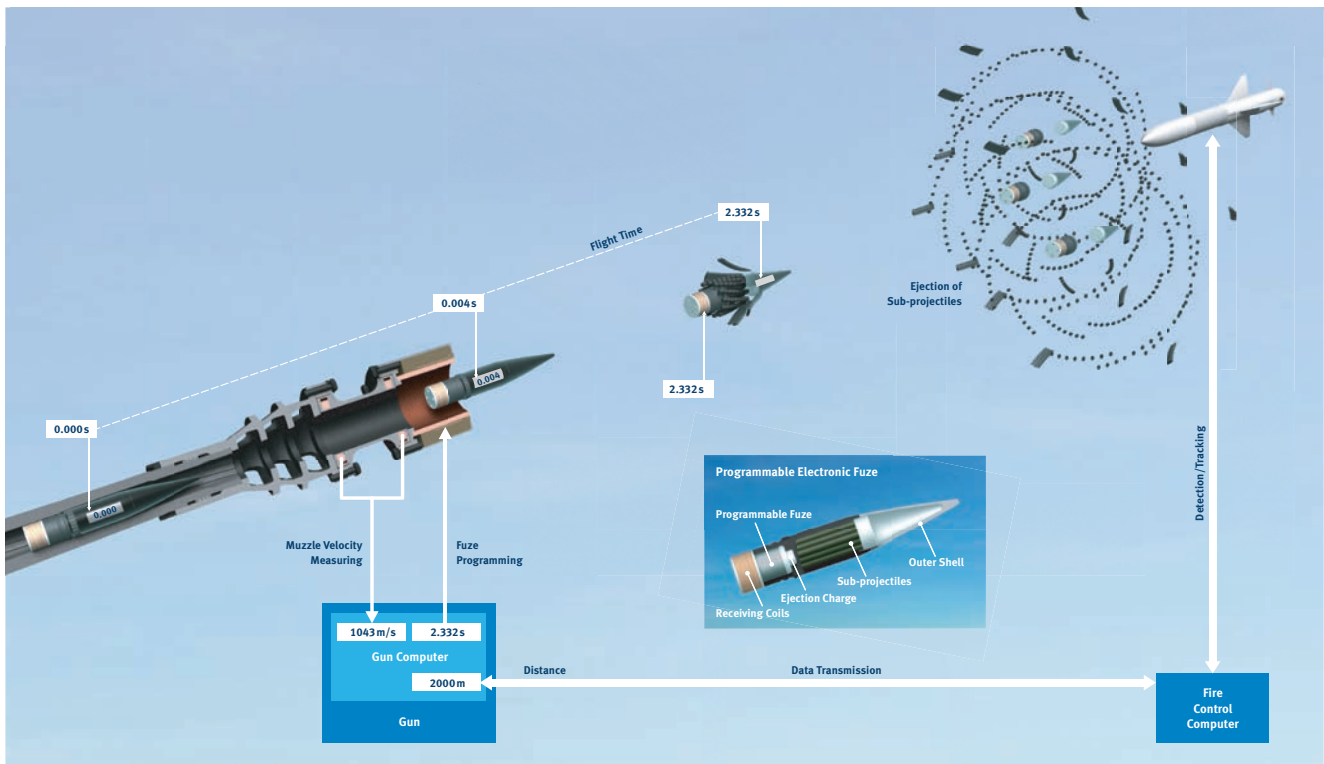 2.332s
Flight Time
0.004s
0.004
2.332s
0.000s
0.000
Ejection of
Sub-projectiles
Detection/Tracking
Programmable Electronic Fuze
Programmable Fuze
Outer Shell
Sub-projectiles
Ejection Charge
Receiving Coils
Muzzle Velocity
Measuring
Fuze
Programming
1043m/s
2.332s
Gun Computer
2000m
Gun
Distance
Data Transmission
Fire
Control
Computer